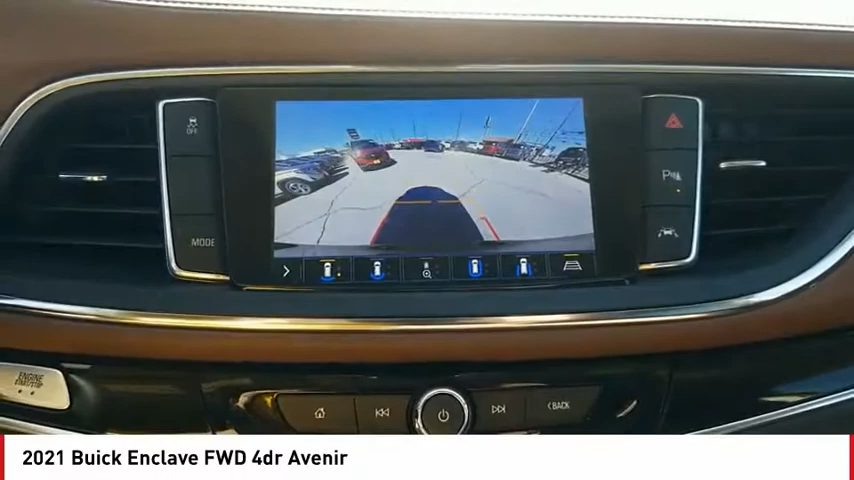 OFF
MODE
ENGINE
START/STOP
BACK
2021 Buick Enclave FWD 4dr Avenir